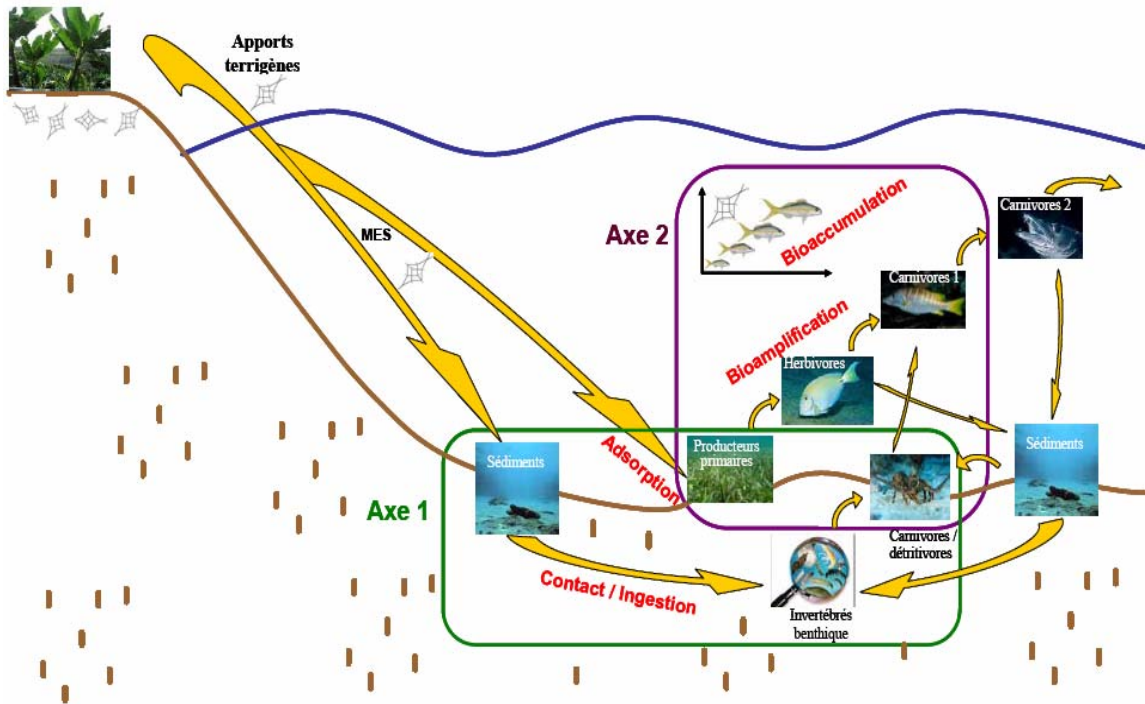 Apports
terrigènes
MES
Axe 2
Bioaccumulation
Carnivores 2
Carnivores 1
Bioamplification
Herbivores
Adsorption
Producteurs
primaires
Sédiments
Sédiments
Axe 1
Carnivores /
détritivores
Contact / Ingestion
Invertébrés
benthique